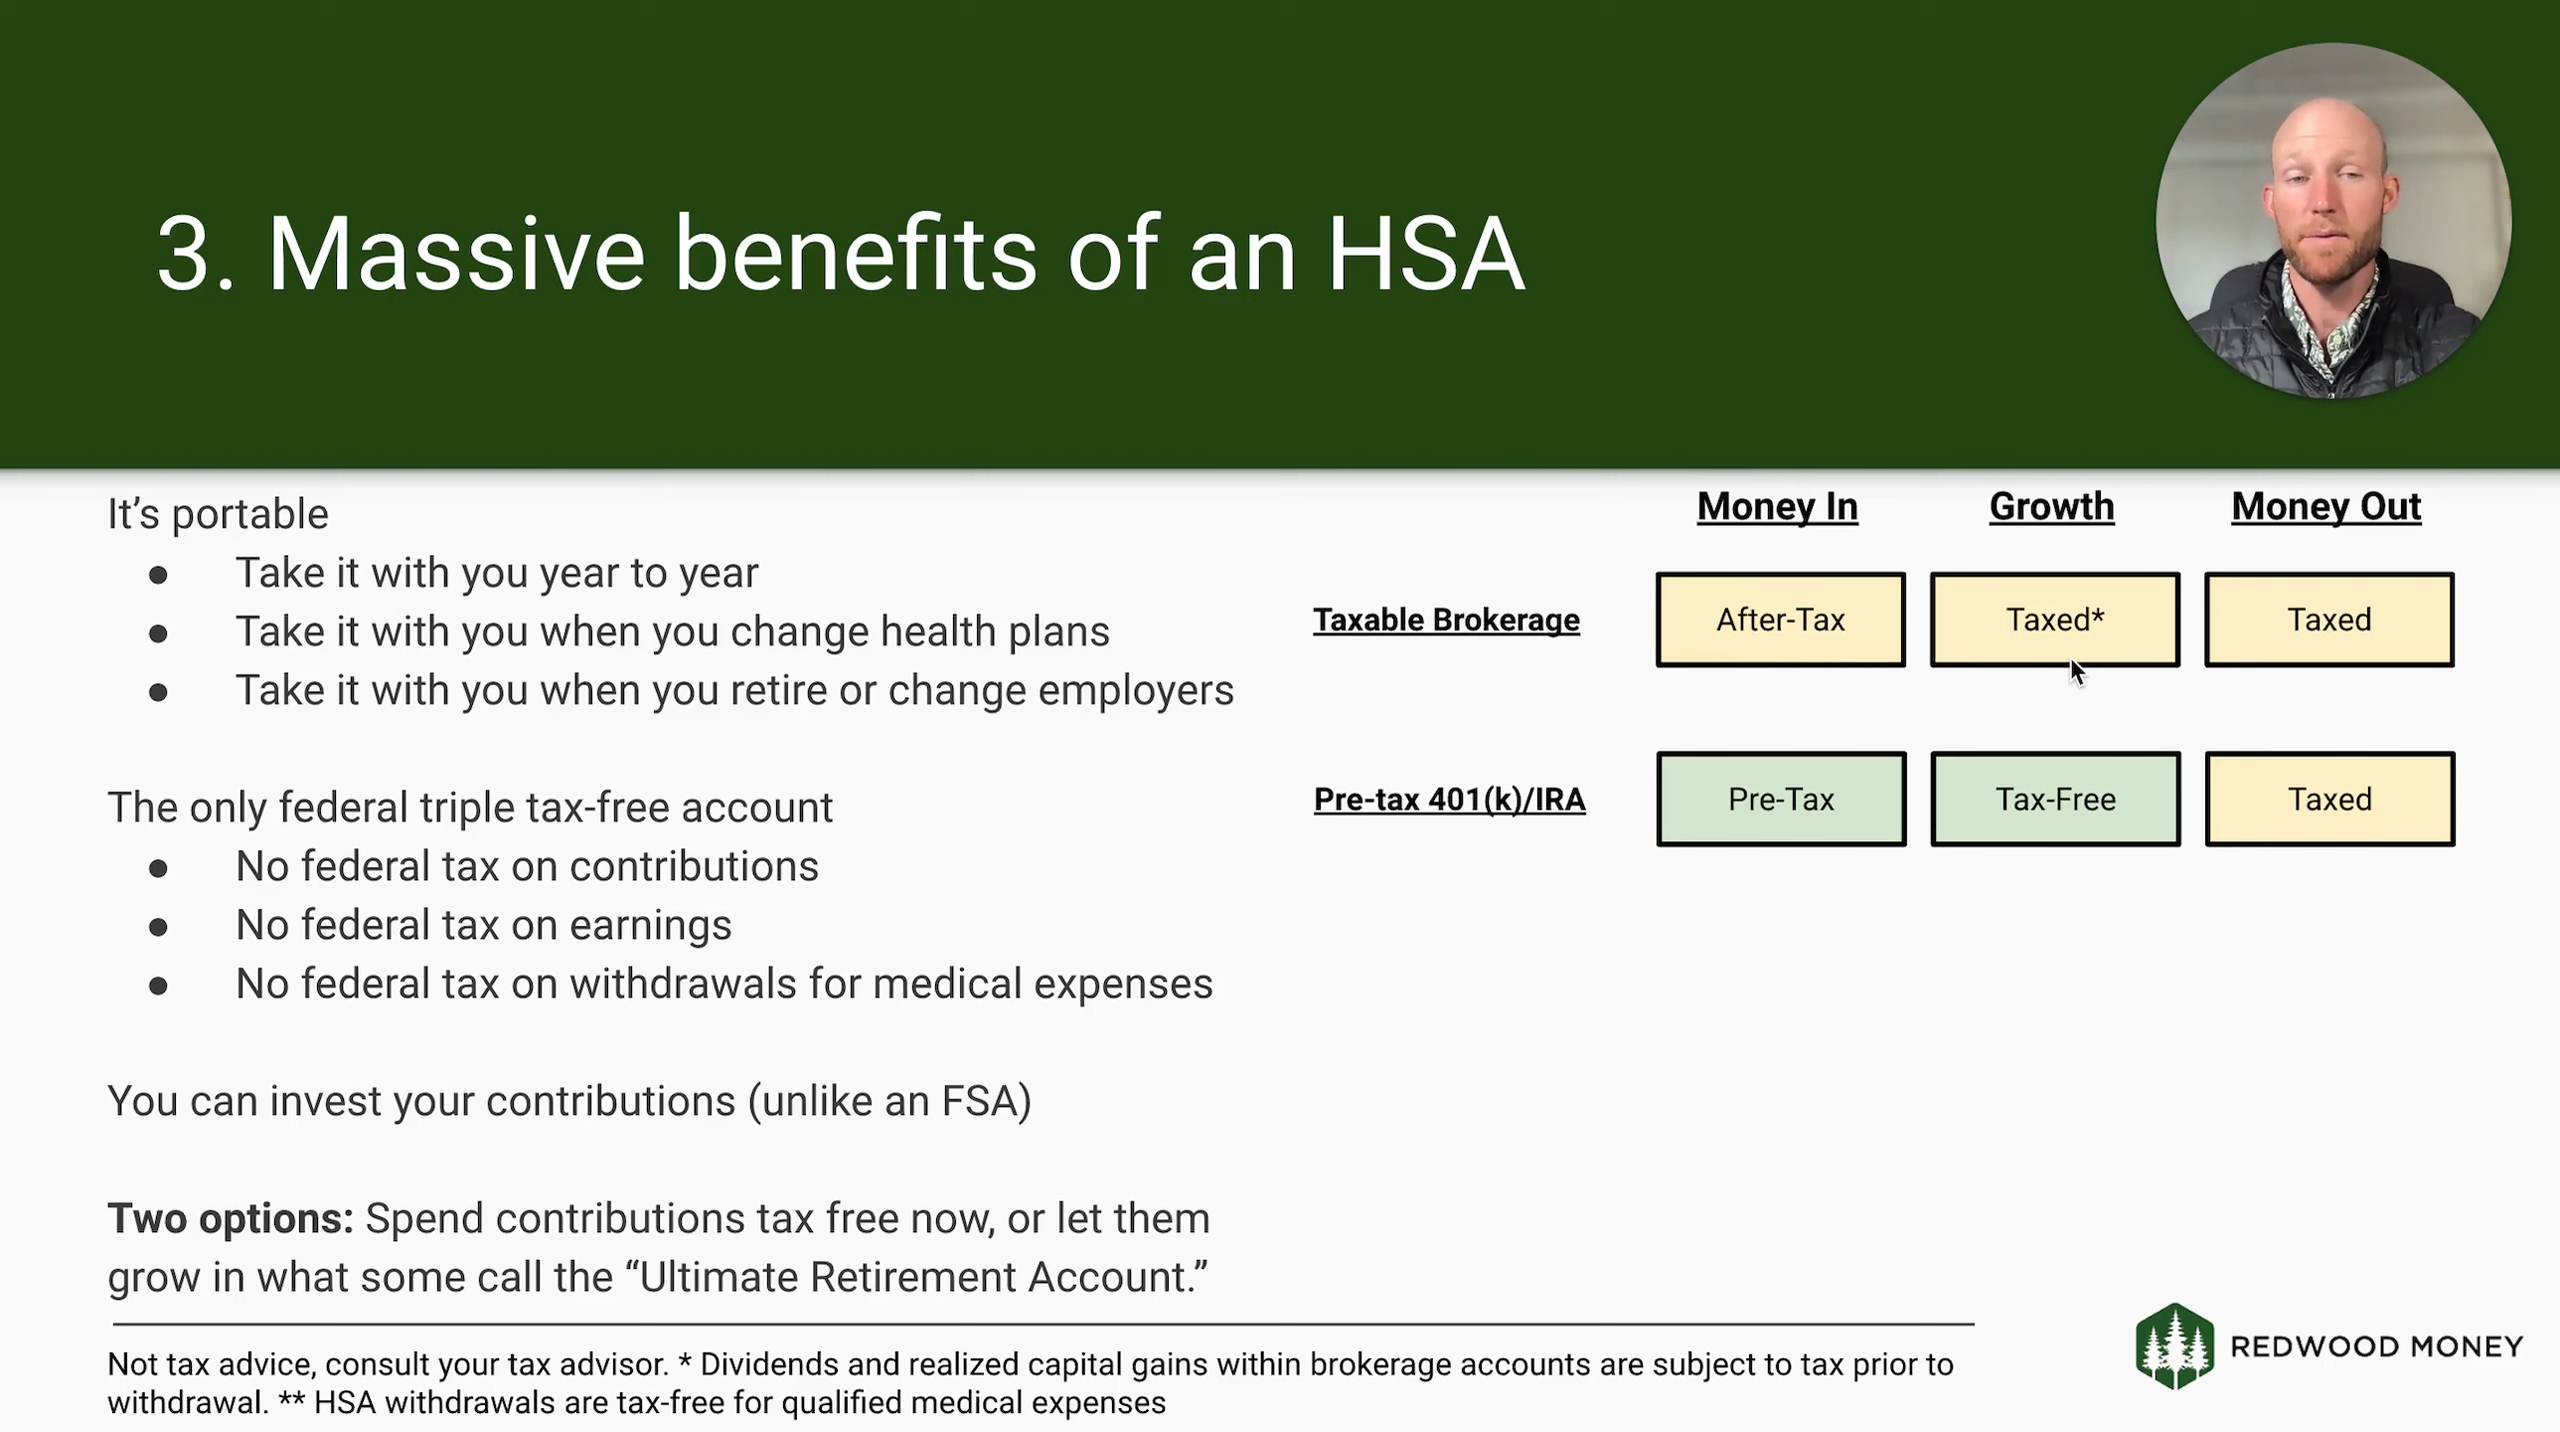 3. Massive benefits of an HSA
It's portable
● Take it with you year to year
● Take it with you when you change health plans
● Take it with you when you retire or change employers
The only federal triple tax-free account
● No federal tax on contributions
● No federal tax on earnings
● No federal tax on withdrawals for medical expenses
You can invest your contributions (unlike an FSA)
Two options: Spend contributions tax free now, or let them
grow in what some call the “Ultimate Retirement Account.”
Money In Growth Money Out
Taxable Brokerage After-Tax Taxed* Taxed
Pre-tax 401(k)/IRA Pre-Tax Tax-Free Taxed
Not tax advice, consult your tax advisor. * Dividends and realized capital gains within brokerage accounts are subject to tax prior to
withdrawal. ** HSA withdrawals are tax-free for qualified medical expenses
REDWOOD MONEY